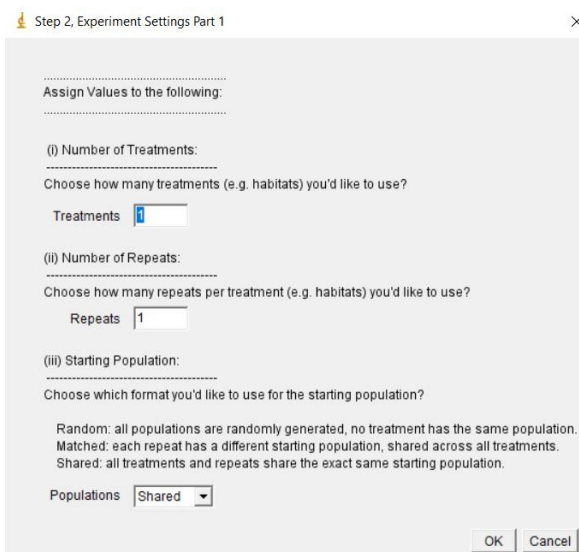 Step 2, Experiment Settings Part 1
Assign Values to the following:
(i) Number of Treatments:
Choose how many treatments (e.g. habitats) you'd like to use?
Treatments 1
(ii) Number of Repeats:
Choose how many repeats per treatment (e.g. habitats) you'd like to use?
Repeats 1
(iii) Starting Population:
Choose which format you'd like to use for the starting population?
Random: all populations are randomly generated, no treatment has the same population.
Matched: each repeat has a different starting population, shared across all treatments.
Shared: all treatments and repeats share the exact same starting population.
Populations Shared
OK Cancel